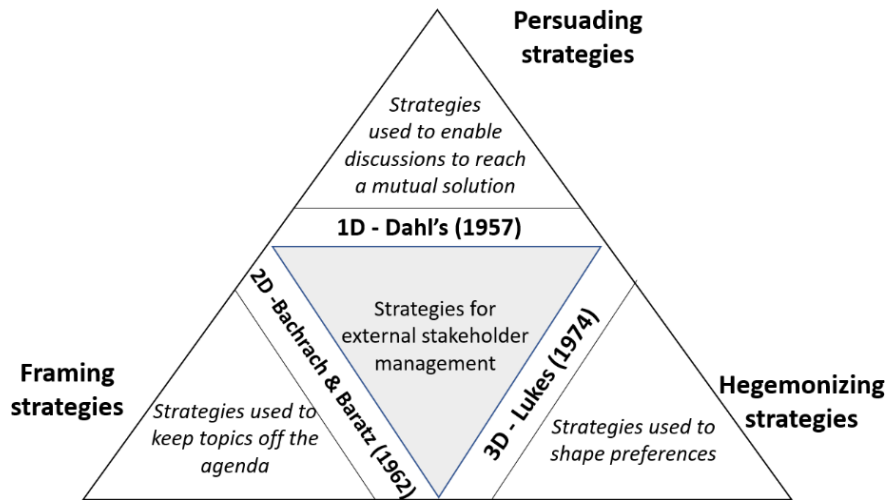 Persuading
strategies
Strategies
used to enable
discussions to reach
a mutual solution
1D - Dahl's (1957)
2D -Bachrach & Baratz (1962)
Strategies for
external stakeholder
management
3D - Lukes (1974)
Framing
strategies
Strategies used to
keep topics off the
agenda
Hegemonizing
strategies
Strategies used to
shape preferences